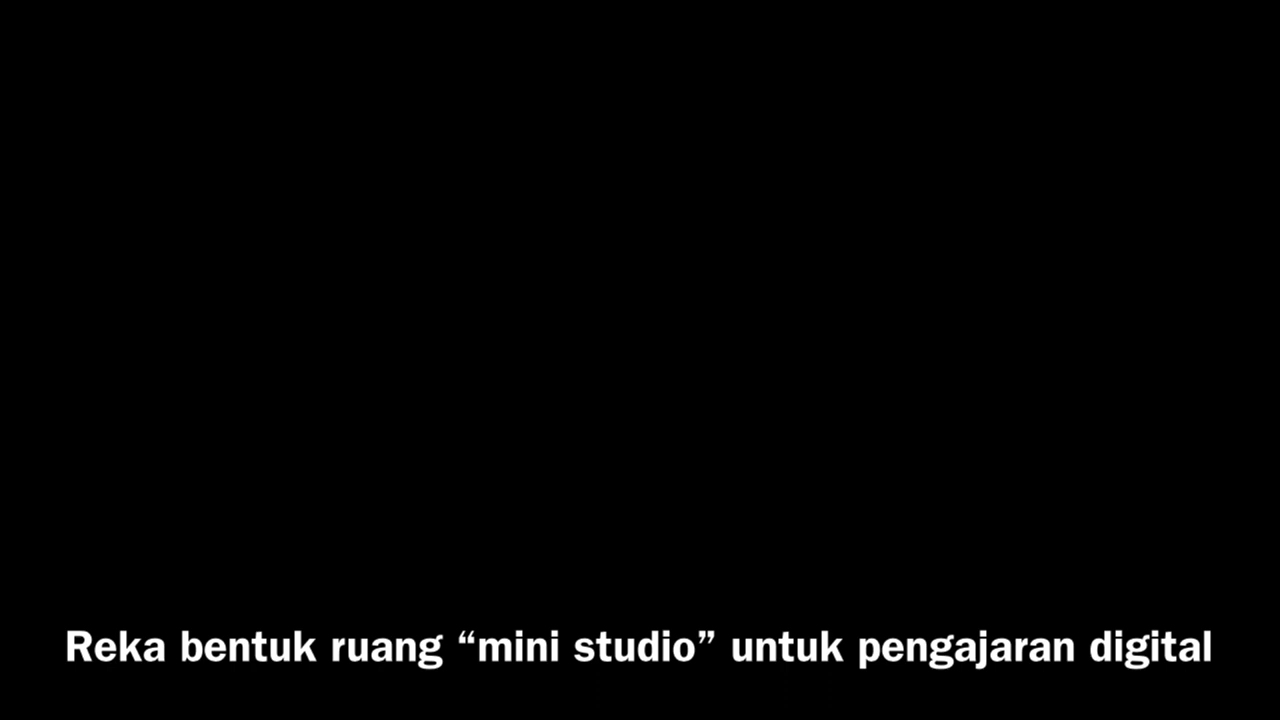 Reka bentuk ruang “mini studio” untuk pengajaran digital